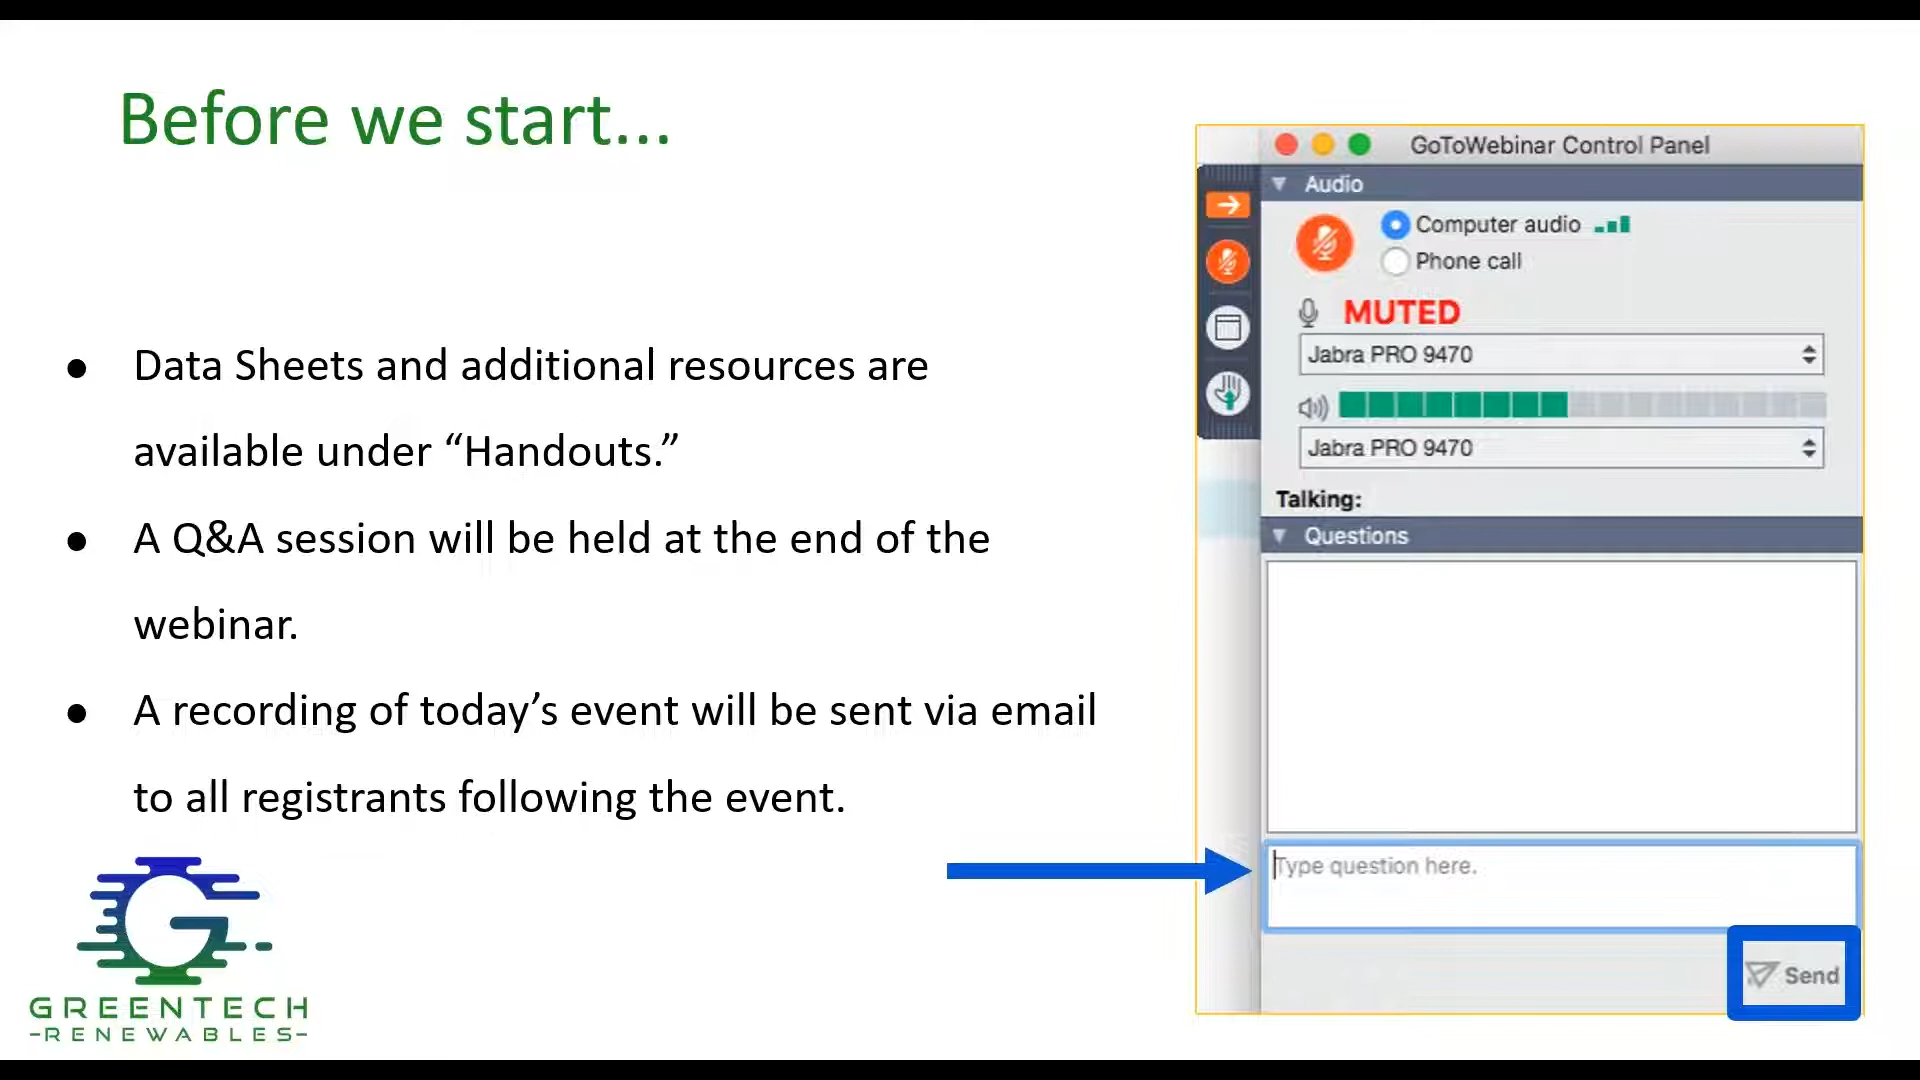 Before we start...
● Data Sheets and additional resources are
available under “Handouts.”
● A Q&A session will be held at the end of the
webinar.
● A recording of today’s event will be sent via email
to all registrants following the event.
GREENTECH
-RENEWABLES-
GoToWebinar Control Panel
Audio
Computer audio
Phone call
MUTED
Jabra PRO 9470
Jabra PRO 9470
Talking:
Questions
Type question here.
Send